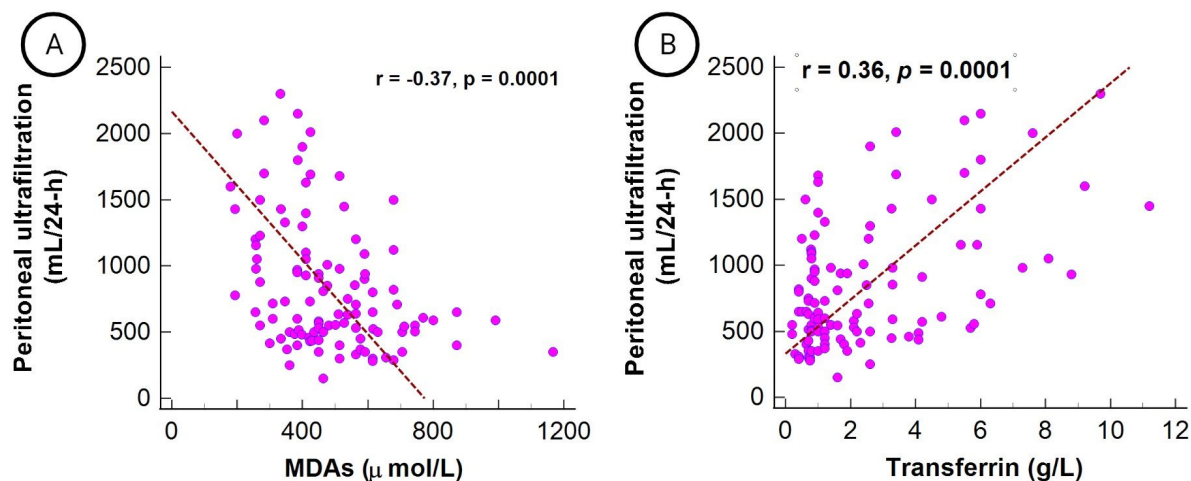 A
Peritoneal ultrafiltration
(mL/24-h)
2500
2000
1500
1000
500
0
r = -0.37, p = 0.0001
0 400 800 1200
MDAs (μ mol/L)
B
Peritoneal ultrafiltration
(mL/24-h)
2500
2000
1500
1000
500
0
r = 0.36, p = 0.0001
0 2 4 6 8 10 12
Transferrin (g/L)